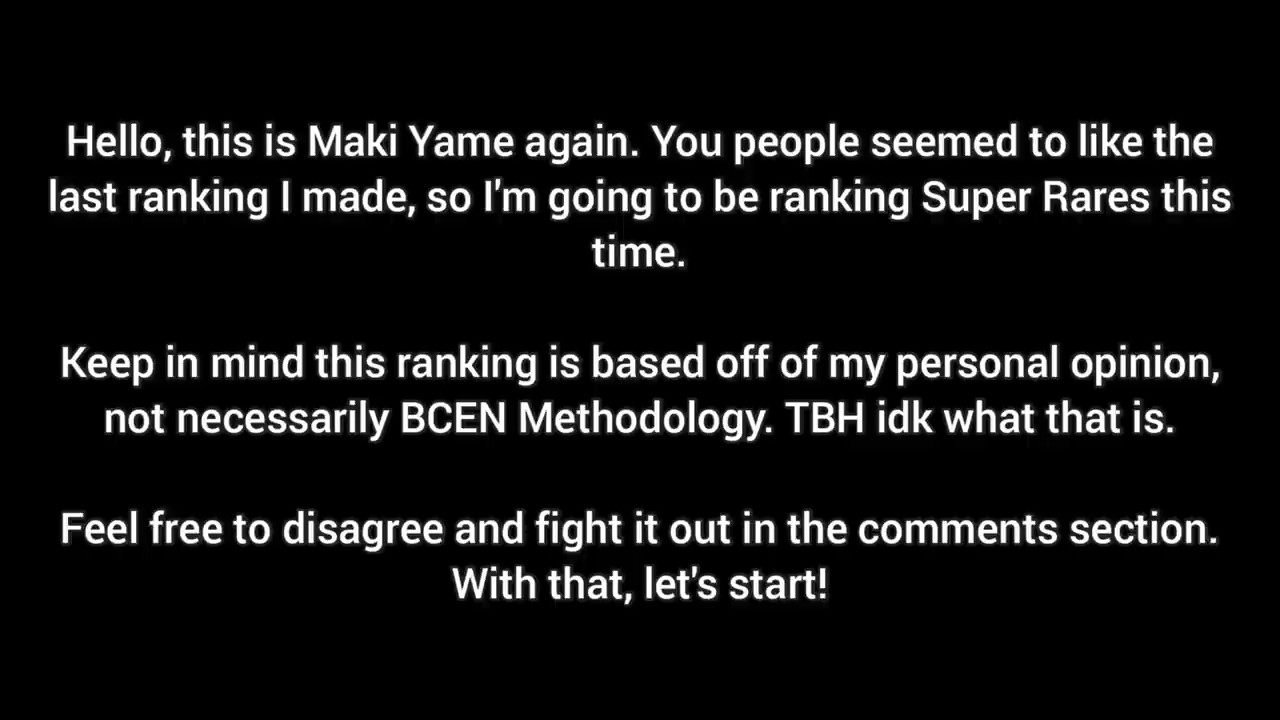 Hello, this is Maki Yame again. You people seemed to like the
last ranking I made, so I'm going to be ranking Super Rares this
time.
Keep in mind this ranking is based off of my personal opinion,
not necessarily BCEN Methodology. TBH idk what that is.
Feel free to disagree and fight it out in the comments section.
With that, let's start!